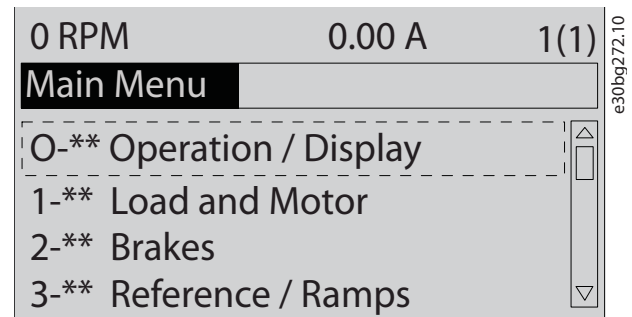 0 RPM 0.00 A 1(1)
Main Menu
O-** Operation / Display
1-** Load and Motor
2-** Brakes
3-** Reference / Ramps
e30bg272.10